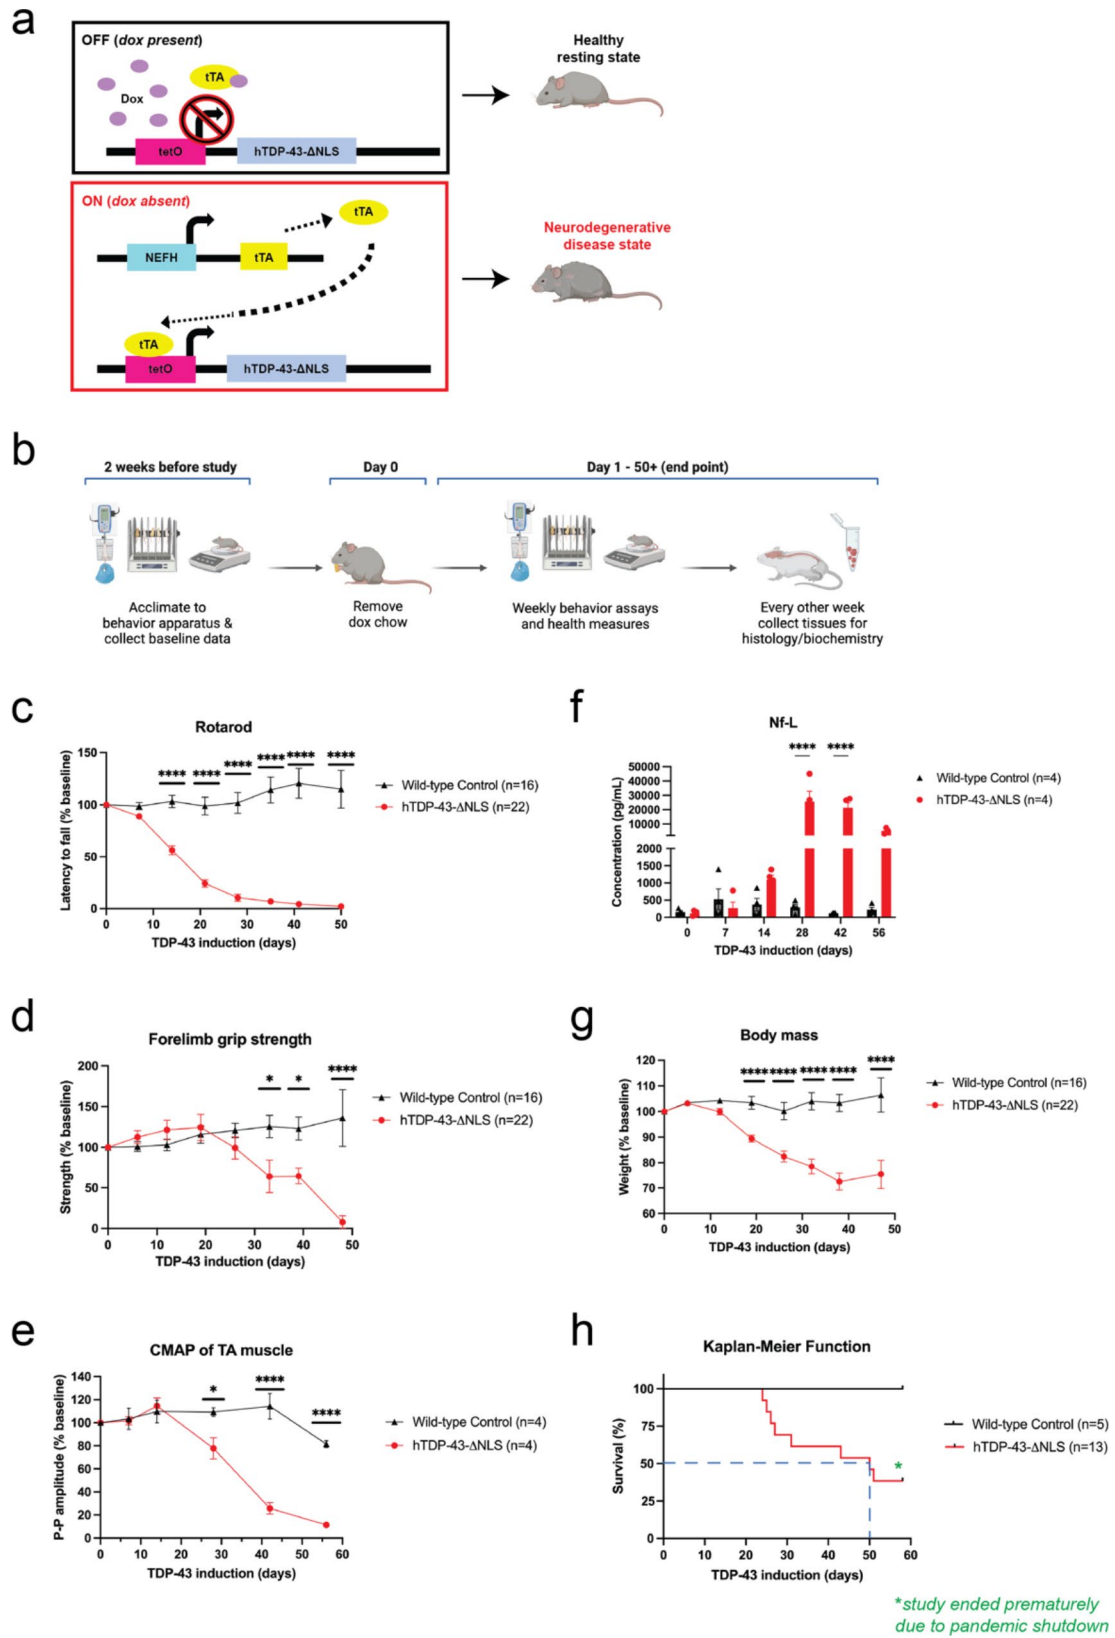 a
OFF (dox present)
tTA
Dox
tetO
hTDP-43-ΔNLS
Healthy
resting state
ON (dox absent)
tTA
NEFH
tTA
tTA
tetO
hTDP-43-ΔNLS
Neurodegenerative
disease state
b
2 weeks before study
Day 0
Day 1 - 50+ (end point)
Acclimate to
behavior apparatus &
collect baseline data
Remove
dox chow
Weekly behavior assays
and health measures
Every other week
collect tissues for
histology/biochemistry
c
Rotarod
Latency to fall (% baseline)
150
100
50
0
**** **** **** **** **** ****
0 10 20 30 40 50
TDP-43 induction (days)
Wild-type Control (n=16)
hTDP-43-ΔNLS (n=22)
f
Nf-L
Concentration (pg/mL)
50000
40000
30000
20000
10000
2000
1500
1000
500
0
**** ****
0 7 14 28 42 56
TDP-43 induction (days)
Wild-type Control (n=4)
hTDP-43-ΔNLS (n=4)
d
Forelimb grip strength
Strength (% baseline)
200
150
100
50
0
* * ****
0 10 20 30 40 50
TDP-43 induction (days)
Wild-type Control (n=16)
hTDP-43-ΔNLS (n=22)
g
Body mass
Weight (% baseline)
120
110
100
90
80
70
60
**** **** **** **** ****
0 10 20 30 40 50
TDP-43 induction (days)
Wild-type Control (n=16)
hTDP-43-ΔNLS (n=22)
e
CMAP of TA muscle
P-P amplitude (% baseline)
140
120
100
80
60
40
20
0
* **** ****
0 10 20 30 40 50 60
TDP-43 induction (days)
Wild-type Control (n=4)
hTDP-43-ΔNLS (n=4)
h
Kaplan-Meier Function
Survival (%)
100
75
50
25
0
*
0 10 20 30 40 50 60
TDP-43 induction (days)
Wild-type Control (n=5)
hTDP-43-ΔNLS (n=13)
*study ended prematurely
due to pandemic shutdown